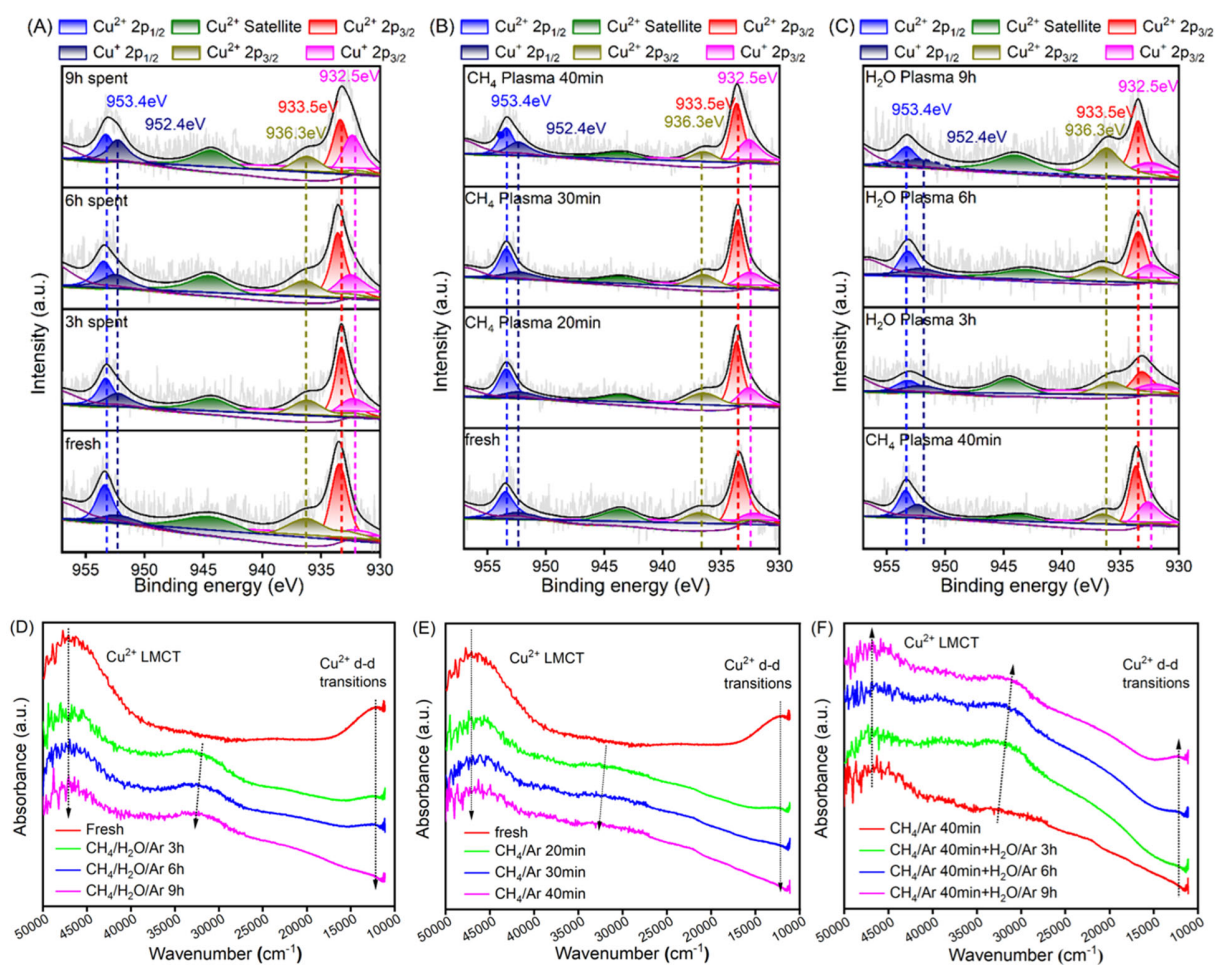 (A)
Cu²⁺ 2p₁/₂ Cu²⁺ Satellite Cu²⁺ 2p₃/₂
Cu⁺ 2p₁/₂ Cu²⁺ 2p₃/₂ Cu⁺ 2p₃/₂
9h spent
932.5eV
953.4eV
933.5eV
952.4eV
936.3eV
6h spent
3h spent
fresh
Intensity (a.u.)
955 950 945 940 935 930
Binding energy (eV)
(B)
Cu²⁺ 2p₁/₂ Cu²⁺ Satellite Cu²⁺ 2p₃/₂
Cu⁺ 2p₁/₂ Cu²⁺ 2p₃/₂ Cu⁺ 2p₃/₂
CH₄ Plasma 40min
932.5eV
953.4eV
933.5eV
952.4eV
936.3eV
CH₄ Plasma 30min
CH₄ Plasma 20min
fresh
Intensity (a.u.)
955 950 945 940 935 930
Binding energy (eV)
(C)
Cu²⁺ 2p₁/₂ Cu²⁺ Satellite Cu²⁺ 2p₃/₂
Cu⁺ 2p₁/₂ Cu²⁺ 2p₃/₂ Cu⁺ 2p₃/₂
H₂O Plasma 9h
932.5eV
953.4eV
933.5eV
952.4eV
936.3eV
H₂O Plasma 6h
H₂O Plasma 3h
CH₄ Plasma 40min
Intensity (a.u.)
955 950 945 940 935 930
Binding energy (eV)
(D)
Cu²⁺ LMCT
Cu²⁺ d-d
transitions
Absorbance (a.u.)
Fresh
CH₄/H₂O/Ar 3h
CH₄/H₂O/Ar 6h
CH₄/H₂O/Ar 9h
50000 45000 40000 35000 30000 25000 20000 15000 10000
Wavenumber (cm⁻¹)
(E)
Cu²⁺ LMCT
Cu²⁺ d-d
transitions
Absorbance (a.u.)
fresh
CH₄/Ar 20min
CH₄/Ar 30min
CH₄/Ar 40min
50000 45000 40000 35000 30000 25000 20000 15000 10000
Wavenumber (cm⁻¹)
(F)
Cu²⁺ LMCT
Cu²⁺ d-d
transitions
Absorbance (a.u.)
CH₄/Ar 40min
CH₄/Ar 40min+H₂O/Ar 3h
CH₄/Ar 40min+H₂O/Ar 6h
CH₄/Ar 40min+H₂O/Ar 9h
50000 45000 40000 35000 30000 25000 20000 15000 10000
Wavenumber (cm⁻¹)